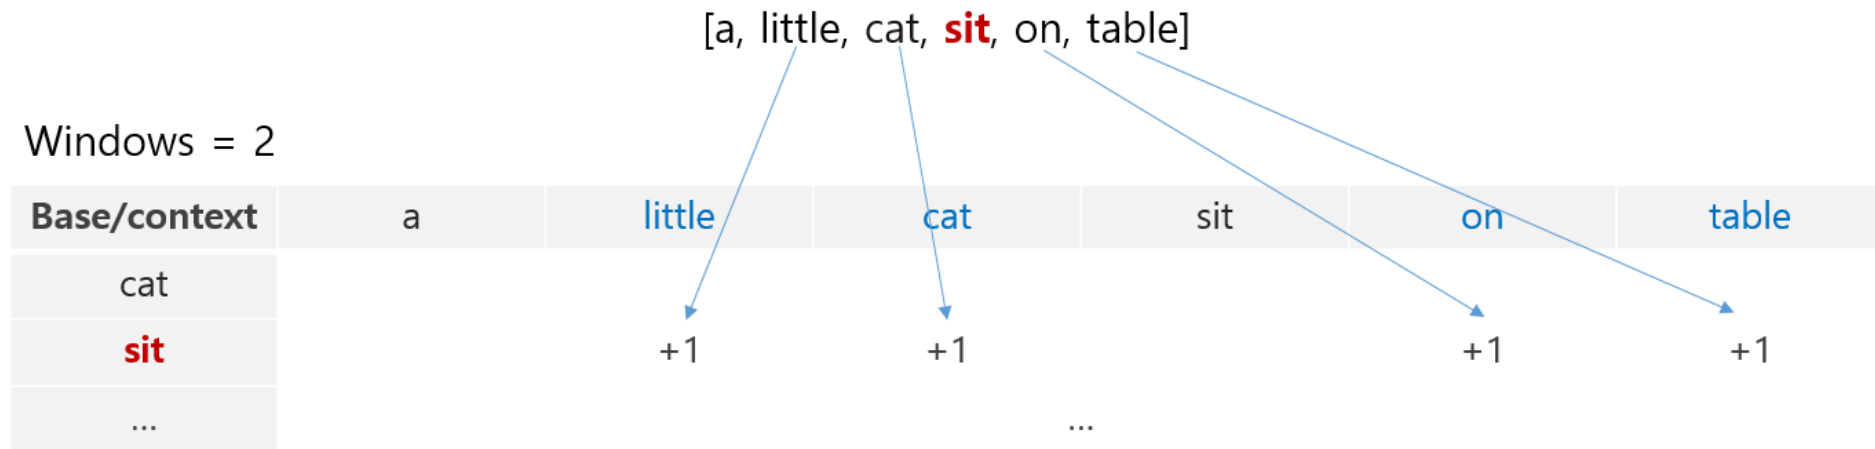 [a, little, cat, sit, on, table]
Windows = 2
Base/context a little cat sit on table
cat
sit +1 +1 +1 +1
... ...